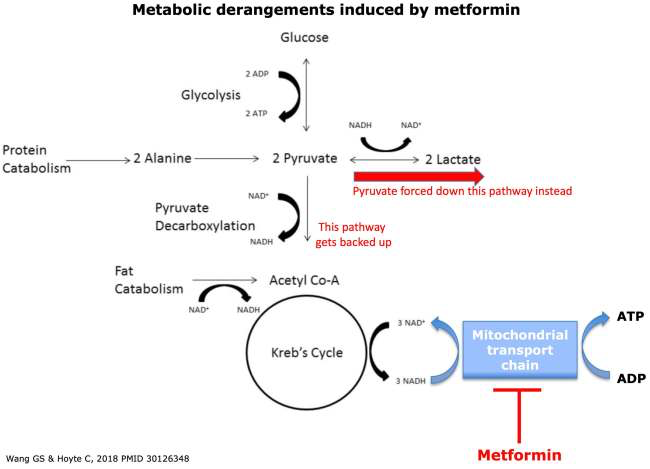 Metabolic derangements induced by metformin
Glucose
2 ADP
Glycolysis
2 ATP
NADH
NAD⁺
Protein
Catabolism
2 Alanine
2 Pyruvate
2 Lactate
Pyruvate forced down this pathway instead
NAD⁺
Pyruvate
Decarboxylation
NADH
This pathway
gets backed up
Fat
Catabolism
Acetyl Co-A
NAD⁺
NADH
Kreb's Cycle
3 NAD⁺
3 NADH
Mitochondrial
transport
chain
ATP
ADP
Metformin
Wang GS & Hoyte C, 2018 PMID 30126348